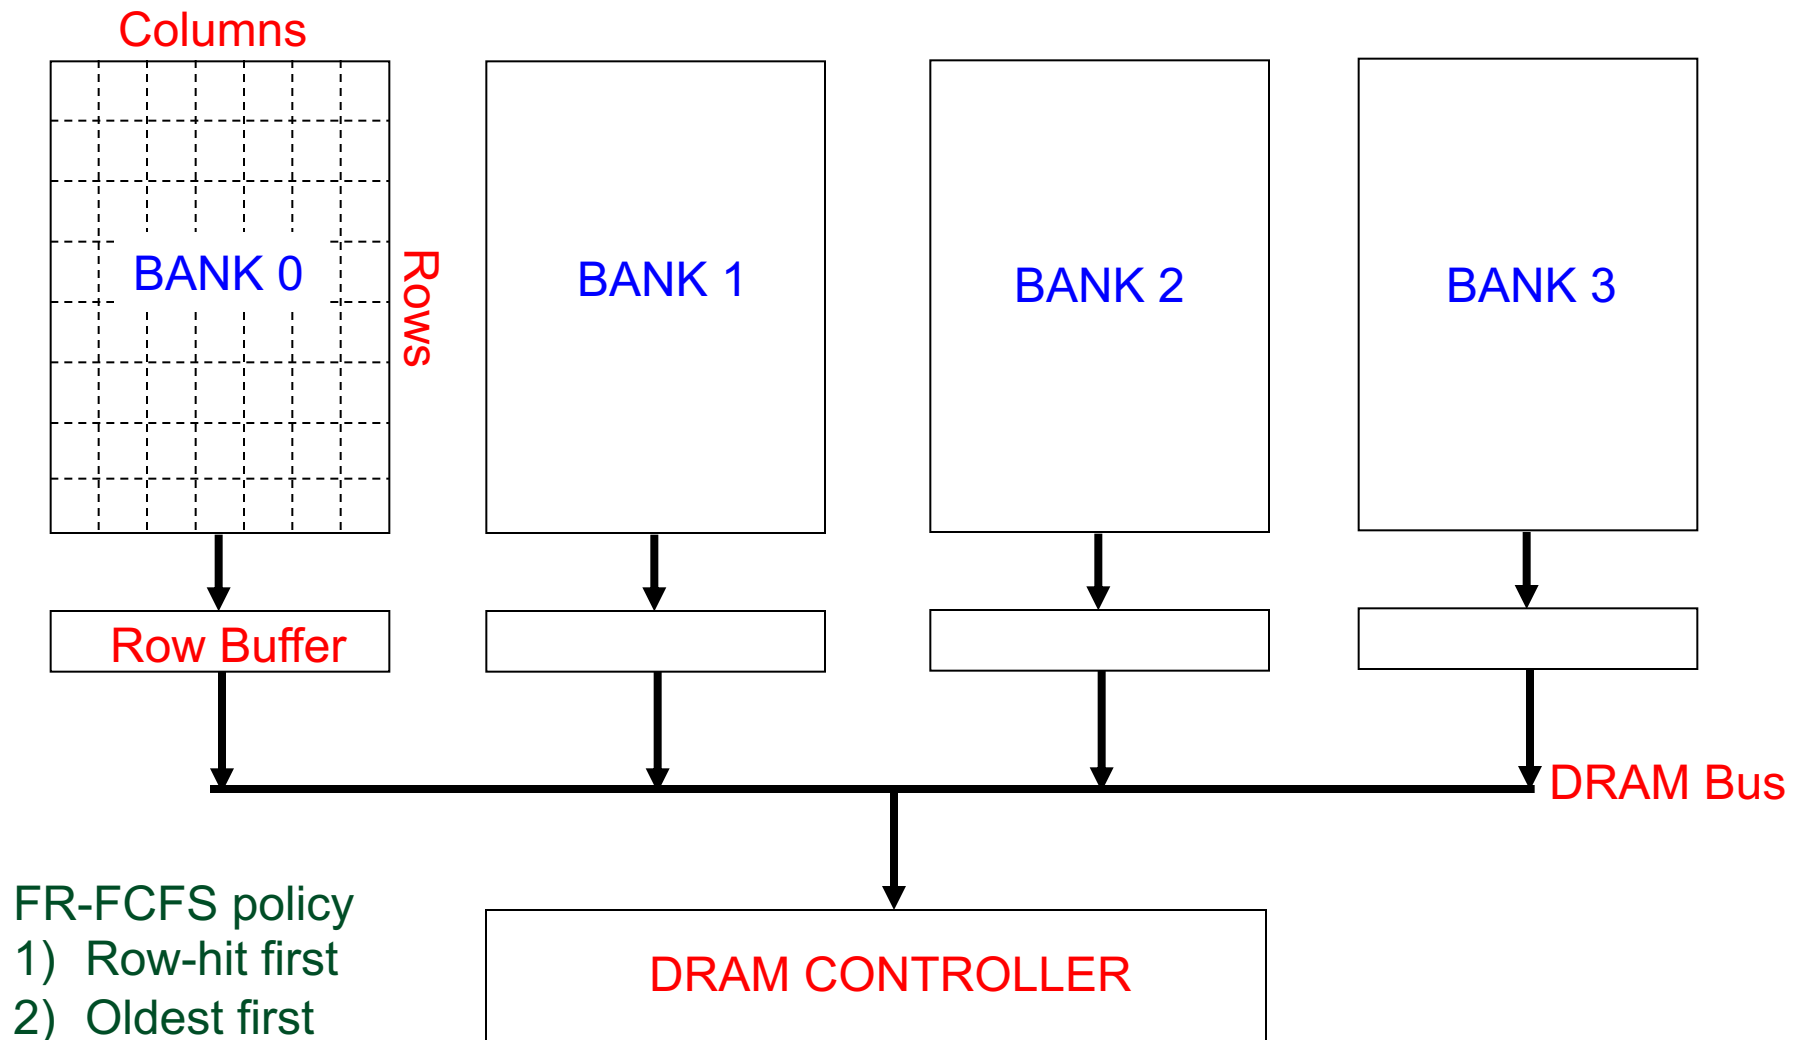 Columns
BANK 0
Rows
BANK 1
BANK 2
BANK 3
Row Buffer
DRAM Bus
FR-FCFS policy
1) Row-hit first
2) Oldest first
DRAM CONTROLLER